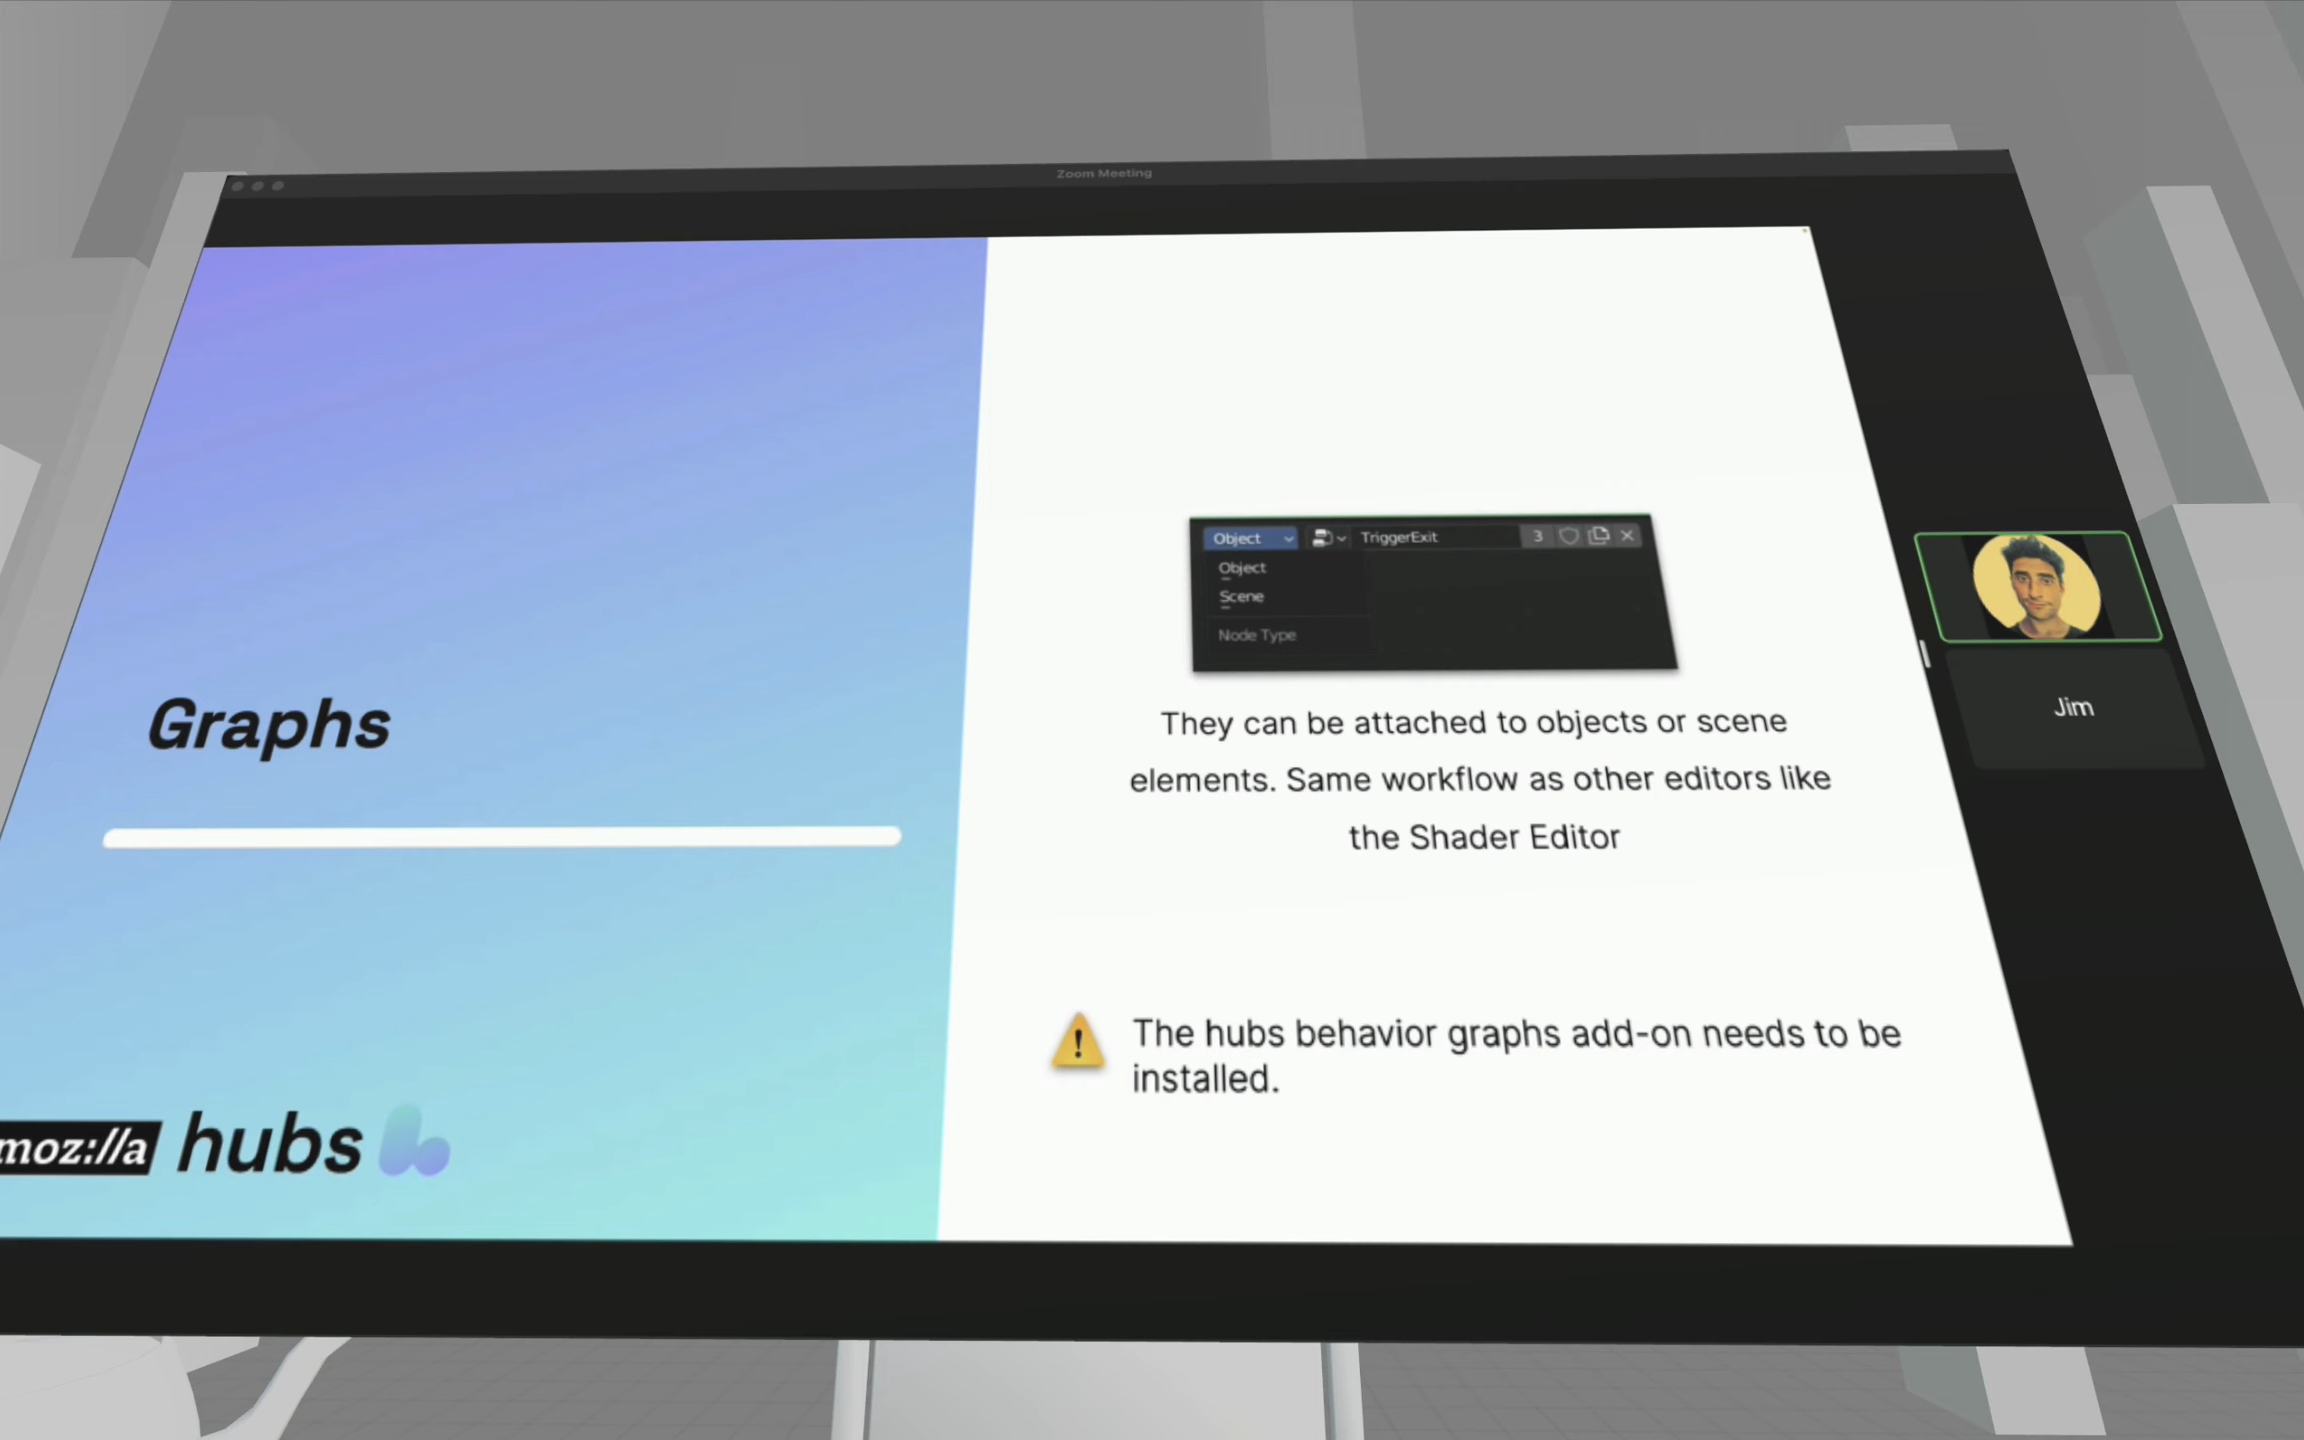 Zoom Meeting
Graphs
moz://a hubs
Object TriggerExit 3
Object
Scene
Node Type
They can be attached to objects or scene
elements. Same workflow as other editors like
the Shader Editor
The hubs behavior graphs add-on needs to be
installed.
Jim